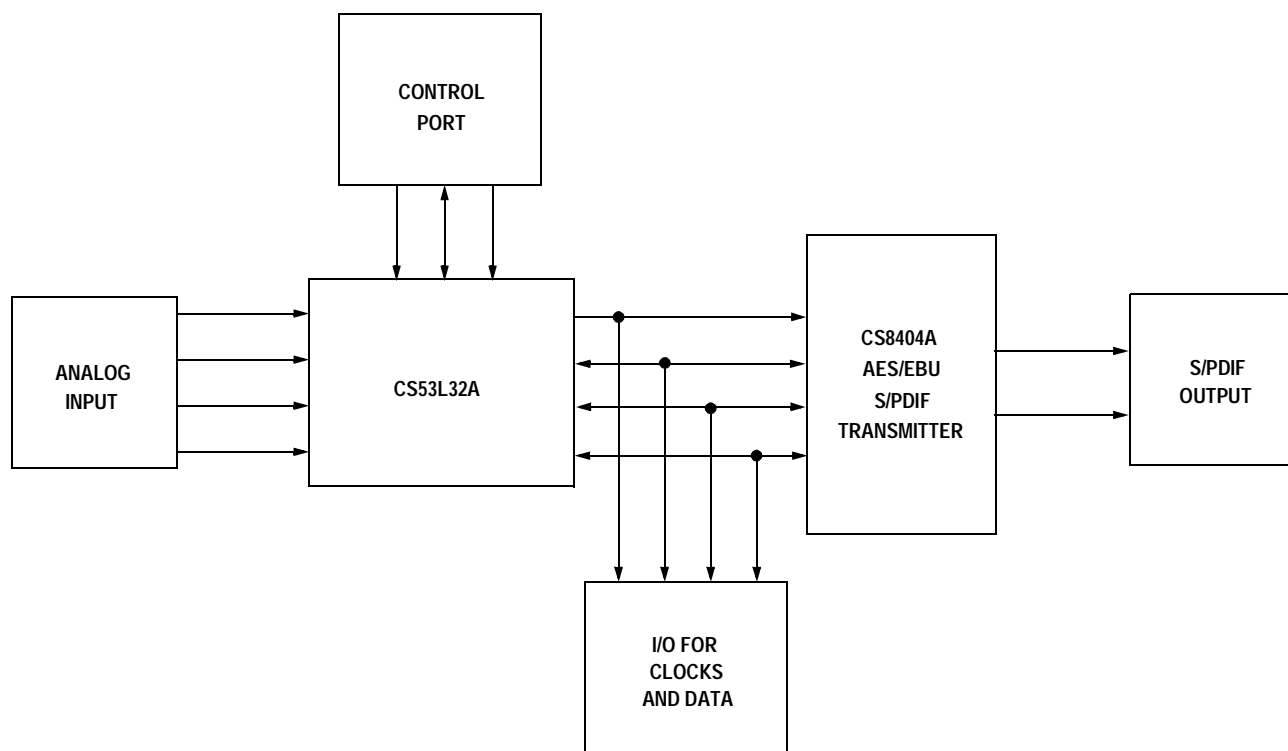 CONTROL
PORT
ANALOG
INPUT
CS53L32A
CS8404A
AES/EBU
S/PDIF
TRANSMITTER
S/PDIF
OUTPUT
I/O FOR
CLOCKS
AND DATA